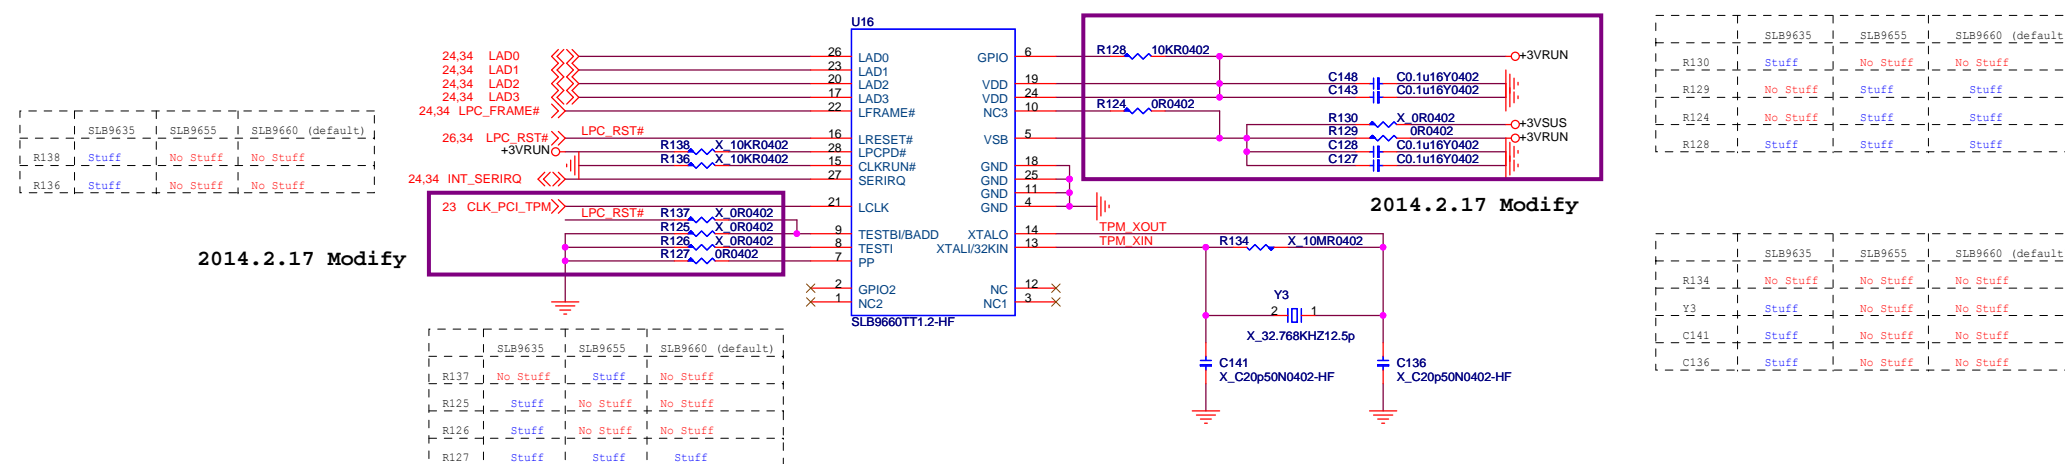 U16
24,34 LAD0 26 LAD0 GPIO 6 R128 10KR0402 +3VRUN
24,34 LAD1 23 LAD1
24,34 LAD2 20 LAD2 VDD 19 C148 C0.1u16Y0402
24,34 LAD3 17 LAD3 VDD 24 C143 C0.1u16Y0402
24,34 LPC_FRAME# 22 LFRAME# NC3 10 R124 0R0402
R130 X_0R0402 +3VSUS
26,34 LPC_RST# LPC_RST# 16 LRESET# VSB 5 R129 0R0402 +3VRUN
+3VRUN R138 X_10KR0402 28 LPCPD# C128 C0.1u16Y0402
R136 X_10KR0402 15 CLKRUN# GND 18 C127 C0.1u16Y0402
24,34 INT_SERIRQ 27 SERIRQ GND 25
GND 11
23 CLK_PCI_TPM 21 LCLK GND 4
2014.2.17 Modify
LPC_RST# R137 X_0R0402
R125 X_0R0402 9 TESTBI/BADD XTALO 14 TPM_XOUT
R126 X_0R0402 8 TESTI XTALI/32KIN 13 TPM_XIN R134 X_10MR0402
R127 0R0402 7 PP
2014.2.17 Modify
2 GPIO2 NC 12
1 NC2 NC1 3
SLB9660TT1.2-HF
Y3
2 1
X_32.768KHZ12.5p
C141
X_C20p50N0402-HF
C136
X_C20p50N0402-HF
SLB9635 SLB9655 SLB9660 (default)
R138 Stuff No Stuff No Stuff
R136 Stuff No Stuff No Stuff
SLB9635 SLB9655 SLB9660 (default)
R137 No Stuff Stuff No Stuff
R125 Stuff No Stuff No Stuff
R126 Stuff No Stuff No Stuff
R127 Stuff Stuff Stuff
SLB9635 SLB9655 SLB9660 (default
R130 Stuff No Stuff No Stuff
R129 No Stuff Stuff Stuff
R124 No Stuff Stuff Stuff
R128 Stuff Stuff Stuff
SLB9635 SLB9655 SLB9660 (default
R134 No Stuff No Stuff No Stuff
Y3 Stuff No Stuff No Stuff
C141 Stuff No Stuff No Stuff
C136 Stuff No Stuff No Stuff